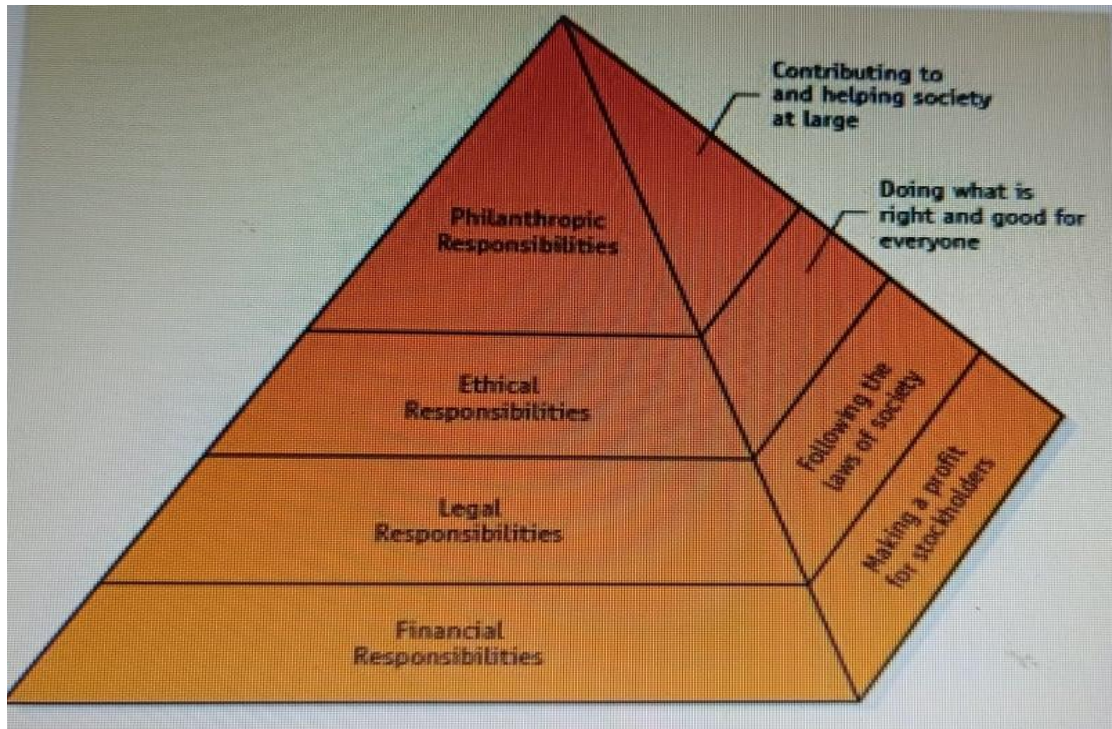 Contributing to
and helping society
at large
Doing what is
right and good for
everyone
Philanthropic
Responsibilities
Ethical
Responsibilities
Following the
laws of society
Legal
Responsibilities
Making a profit
for stockholders
Financial
Responsibilities